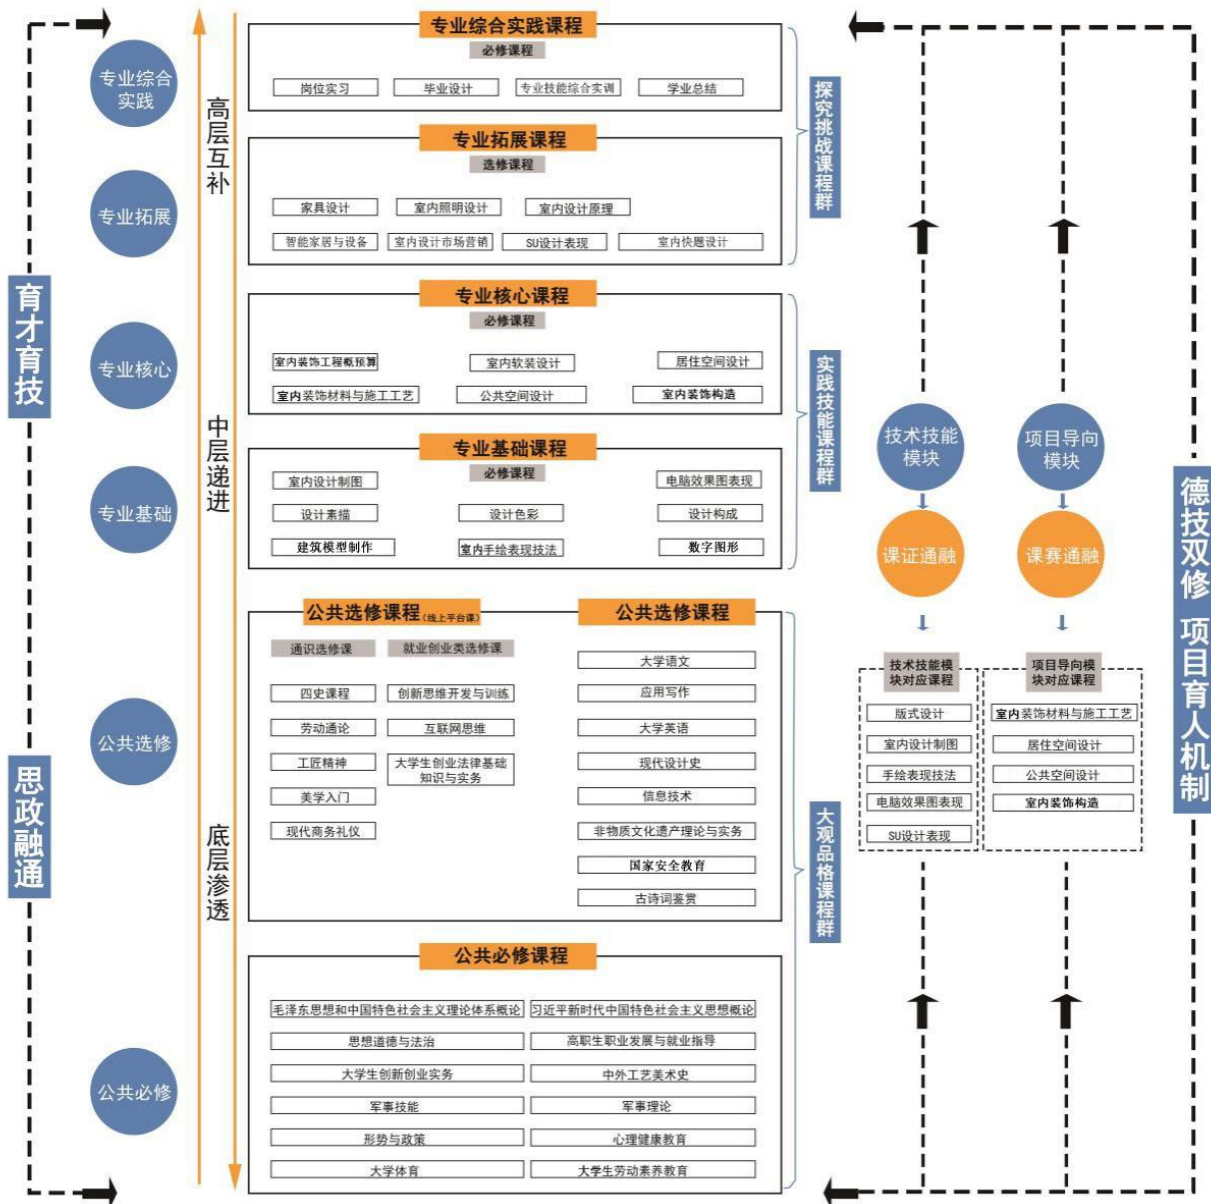 专业综合
实践
专业拓展
专业核心
专业基础
公共选修
公共必修
育才育技
思政融通
高层互补
中层递进
底层渗透
专业综合实践课程
必修课程
岗位实习
毕业设计
专业技能综合实训
学业总结
专业拓展课程
选修课程
家具设计
室内照明设计
室内设计原理
智能家居与设备
室内设计市场营销
SU设计表现
室内快题设计
专业核心课程
必修课程
室内装饰工程概预算
室内软装设计
居住空间设计
室内装饰材料与施工工艺
公共空间设计
室内装饰构造
专业基础课程
必修课程
室内设计制图
电脑效果图表现
设计素描
设计色彩
设计构成
建筑模型制作
室内手绘表现技法
数字图形
公共选修课程(线上平台课)
通识选修课
就业创业类选修课
四史课程
创新思维开发与训练
劳动通论
互联网思维
工匠精神
大学生创业法律基础
知识与实务
美学入门
现代商务礼仪
公共选修课程
大学语文
应用写作
大学英语
现代设计史
信息技术
非物质文化遗产理论与实务
国家安全教育
古诗词鉴赏
公共必修课程
毛泽东思想和中国特色社会主义理论体系概论
习近平新时代中国特色社会主义思想概论
思想道德与法治
高职生职业发展与就业指导
大学生创新创业实务
中外工艺美术史
军事技能
军事理论
形势与政策
心理健康教育
大学体育
大学生劳动素养教育
探究挑战课程群
实践技能课程群
大观品格课程群
技术技能
模块
项目导向
模块
课证通融
课赛通融
技术技能模
块对应课程
版式设计
室内设计制图
手绘表现技法
电脑效果图表现
SU设计表现
项目导向模
块对应课程
室内装饰材料与施工工艺
居住空间设计
公共空间设计
室内装饰构造
德技双修 项目育人机制